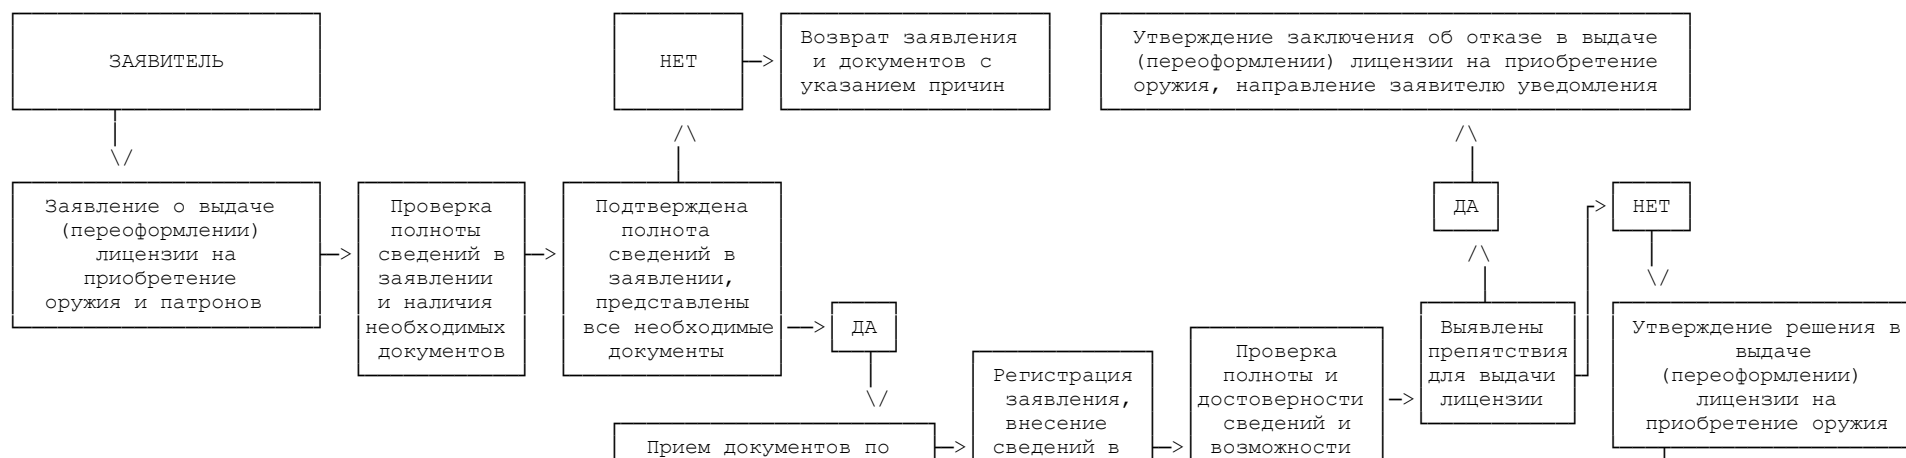 ЗАЯВИТЕЛЬ
НЕТ
Возврат заявления
и документов с
указанием причин
Утверждение заключения об отказе в выдаче
(переоформлении) лицензии на приобретение
оружия, направление заявителю уведомления
Заявление о выдаче
(переоформлении)
лицензии на
приобретение
оружия и патронов
Проверка
полноты
сведений в
заявлении
и наличия
необходимых
документов
Подтверждена
полнота
сведений в
заявлении,
представлены
все необходимые
документы
ДА
Прием документов по
Регистрация
заявления,
внесение
сведений в
Проверка
полноты и
достоверности
сведений и
возможности
Выявлены
препятствия
для выдачи
лицензии
ДА
НЕТ
Утверждение решения в
выдаче
(переоформлении)
лицензии на
приобретение оружия